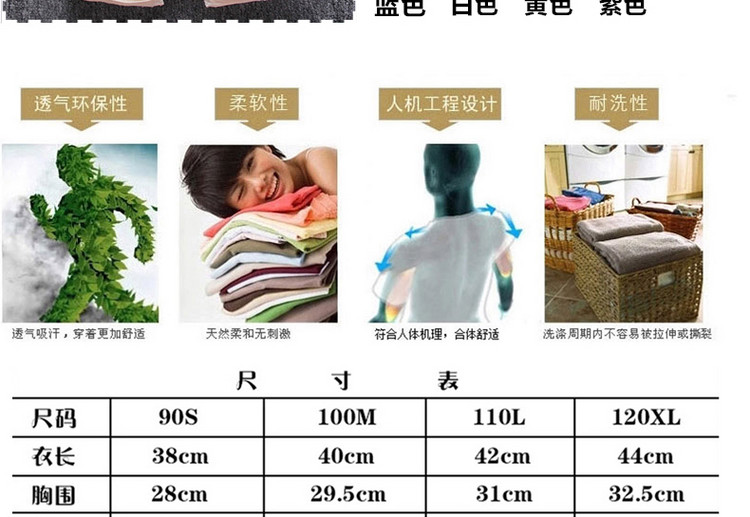 蓝色 白色 黄色 紫色
透气环保性 柔软性 人机工程设计 耐洗性
透气吸汗，穿着更加舒适 天然柔和无刺激 符合人体机理，合体舒适 洗涤周期内不容易被拉伸或撕裂
尺 寸 表
尺码 90S 100M 110L 120XL
衣长 38cm 40cm 42cm 44cm
胸围 28cm 29.5cm 31cm 32.5cm